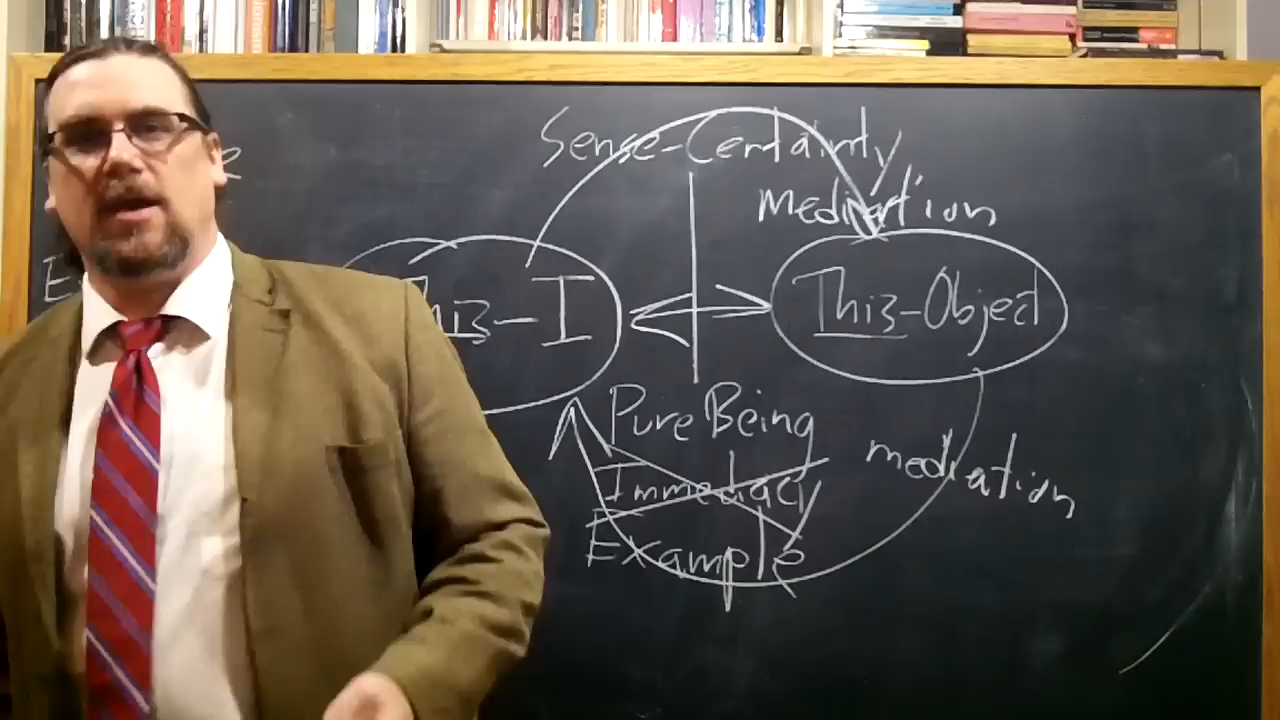 Sense-Certainty
Mediation
This-I
This-Object
Pure Being
Immediacy
Example
mediation